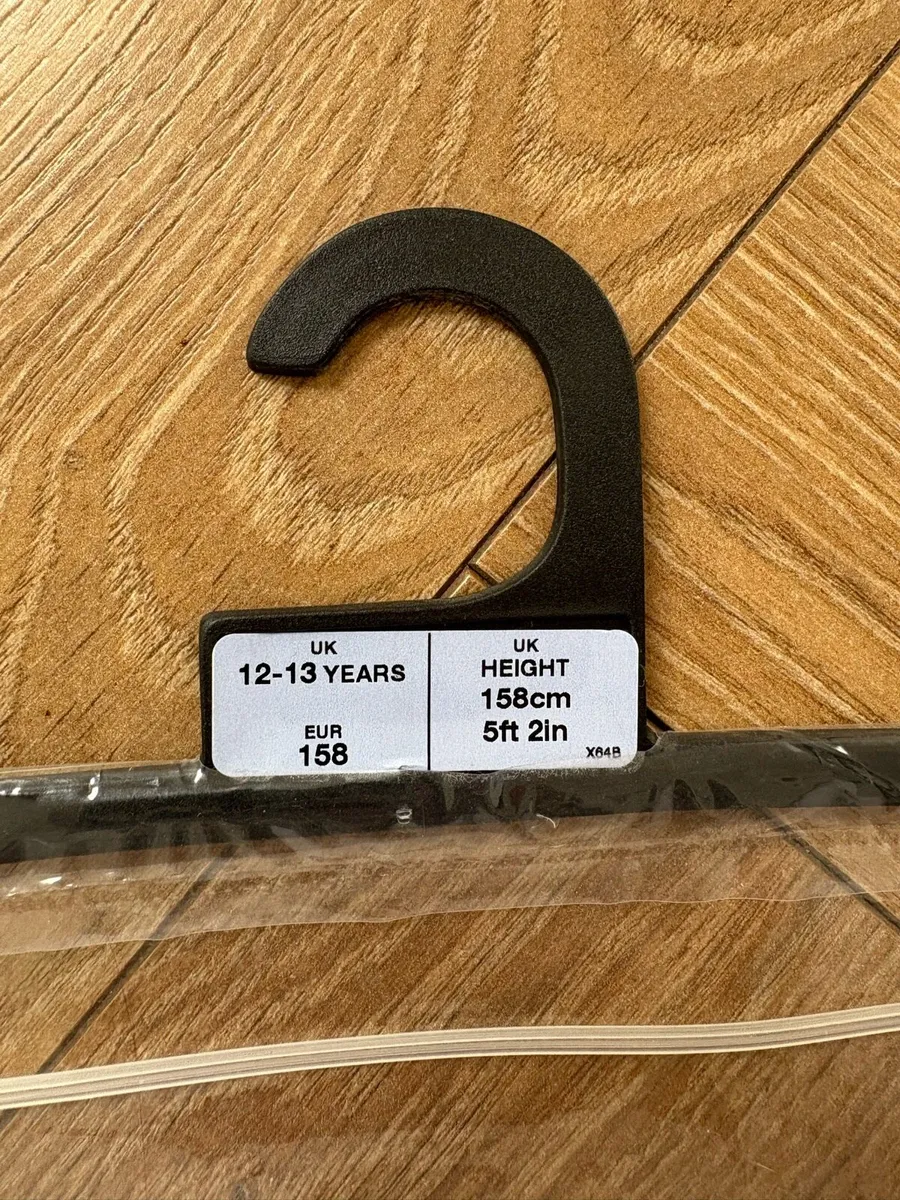 UK
12-13 YEARS
EUR
158
UK
HEIGHT
158cm
5ft 2in
X64B